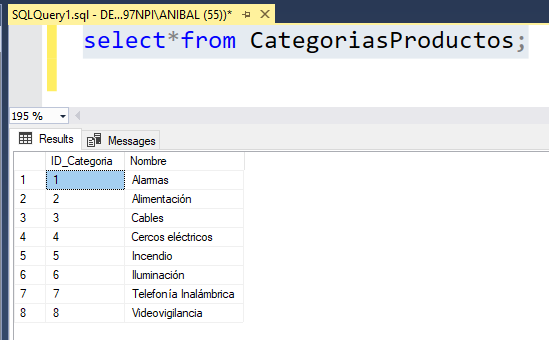 SQLQuery1.sql - DE...97NPI\ANIBAL (55))*
select*from CategoriasProductos;
195 %
Results Messages
ID_Categoria Nombre
1 1 Alarmas
2 2 Alimentación
3 3 Cables
4 4 Cercos eléctricos
5 5 Incendio
6 6 Iluminación
7 7 Telefonía Inalámbrica
8 8 Videovigilancia